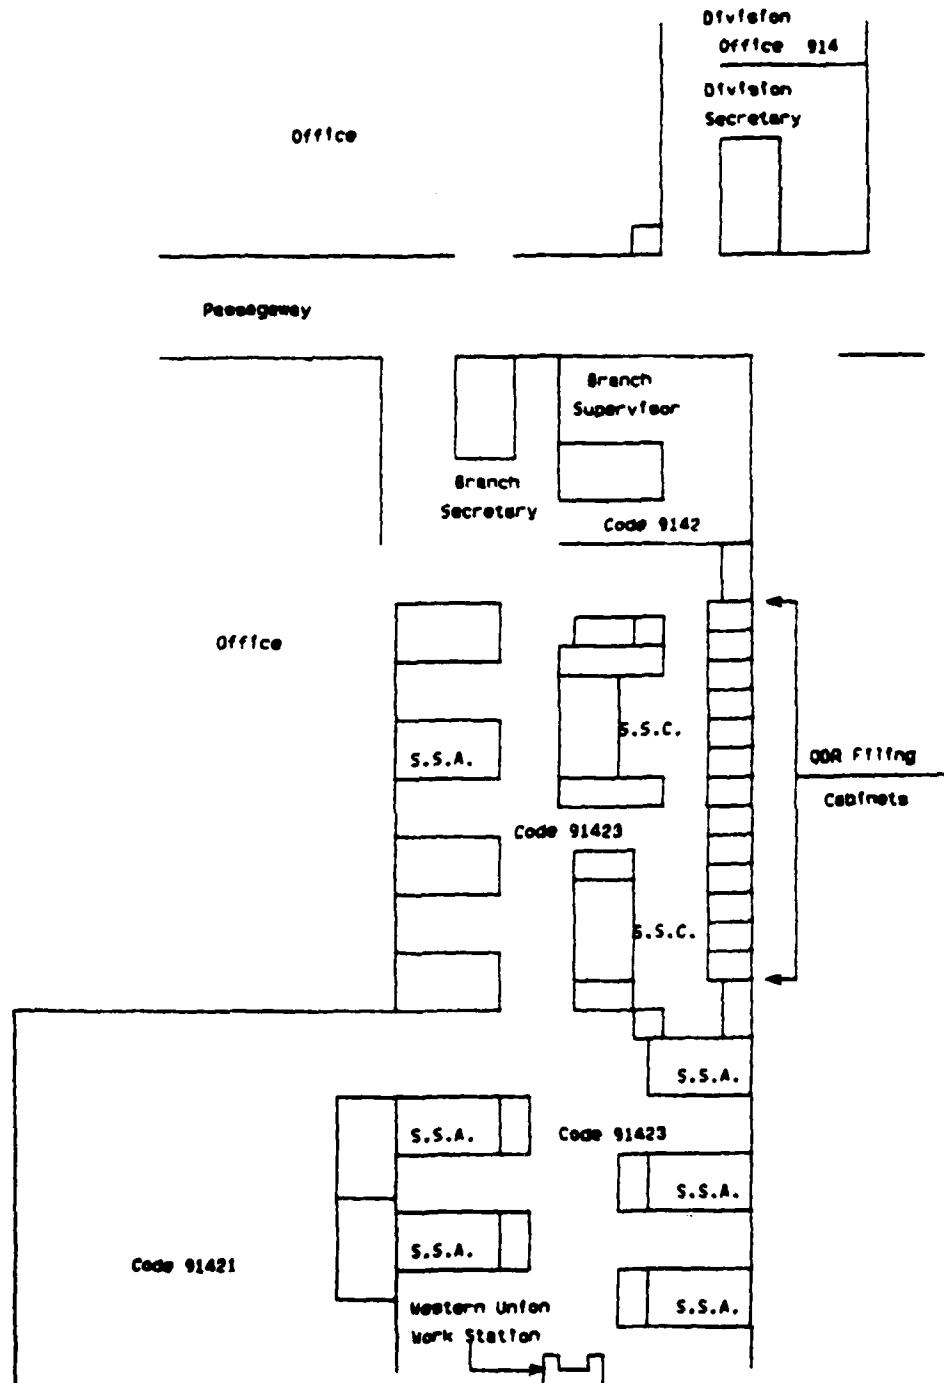 Division
Office 914
Division
Secretary
Office
Passageway
Branch
Supervisor
Branch
Secretary
Code 9142
Office
S.S.C.
S.S.A.
QDR Filing
Cabinets
Code 91423
S.S.C.
S.S.A.
S.S.A.
Code 91423
S.S.A.
S.S.A.
Code 91421
S.S.A.
Western Union
Work Station